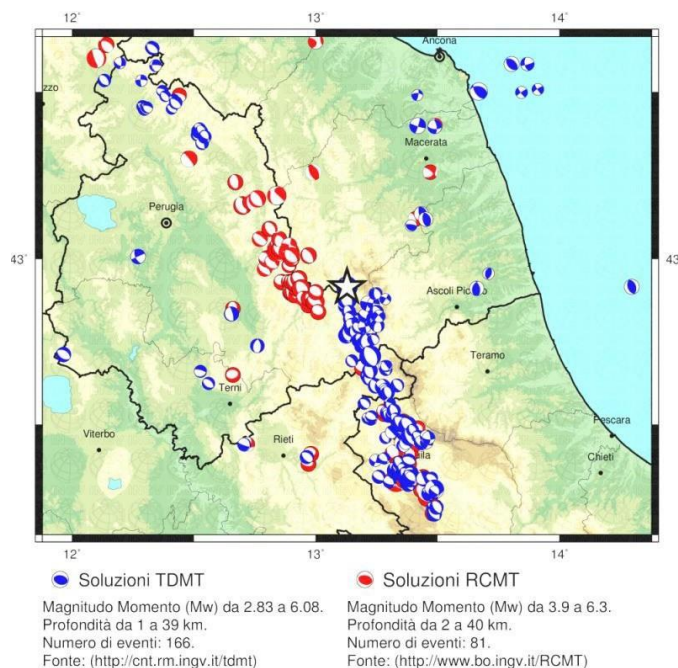 12˚ 13˚ 14˚
Ancona
zzo
Macerata
Perugia
43˚ 43
Ascoli Piceno
Teramo
Terni
Pescara
Viterbo Rieti
Chieti
12˚ 13˚ 14˚
Soluzioni TDMT Soluzioni RCMT
Magnitudo Momento (Mw) da 2.83 a 6.08. Magnitudo Momento (Mw) da 3.9 a 6.3.
Profondità da 1 a 39 km. Profondità da 2 a 40 km.
Numero di eventi: 166. Numero di eventi: 81.
Fonte: (http://cnt.rm.ingv.it/tdmt) Fonte: (http://www.bo.ingv.it/RCMT)